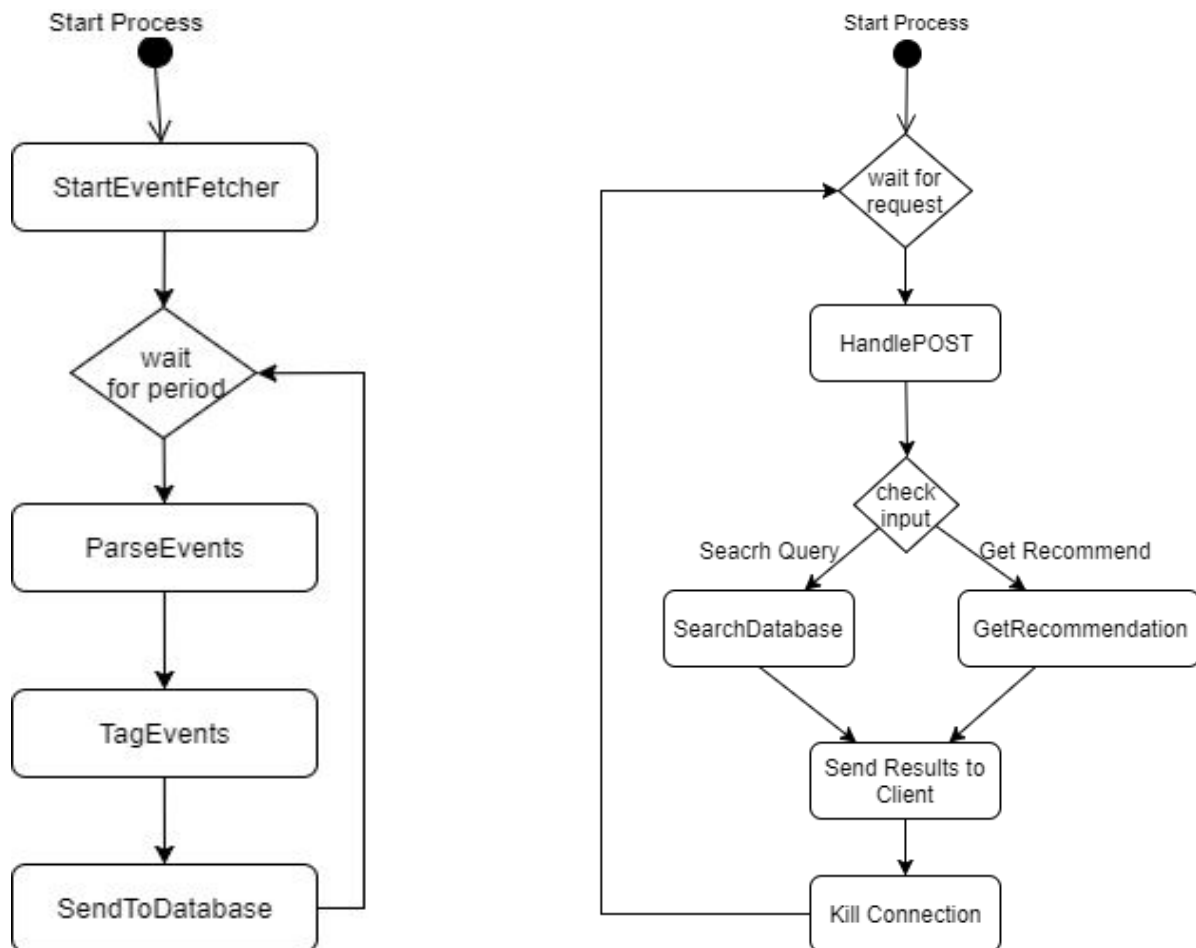 Start Process
StartEventFetcher
wait
for period
ParseEvents
TagEvents
SendToDatabase
Start Process
wait for
request
HandlePOST
check
input
Seacrh Query
Get Recommend
SearchDatabase
GetRecommendation
Send Results to
Client
Kill Connection